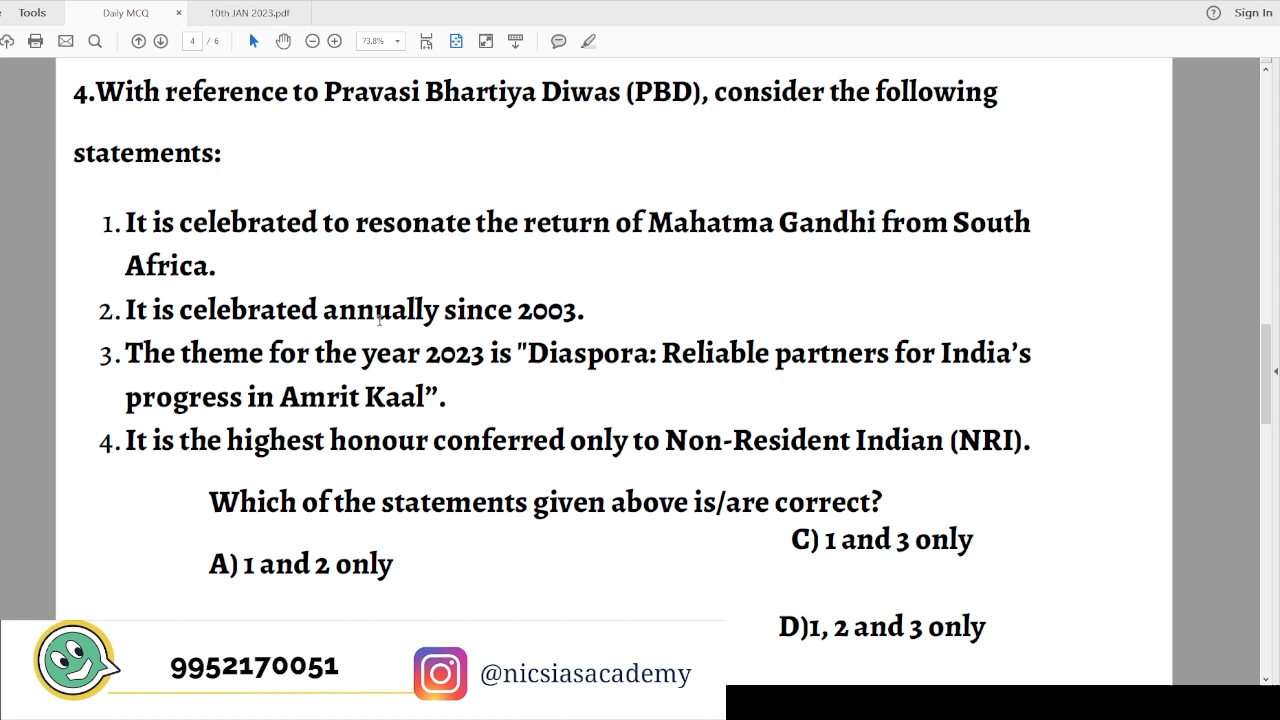 Tools
Daily MCQ
×
10th JAN 2023.pdf
?
Sign In
4 / 6
73.8%
4.With reference to Pravasi Bhartiya Diwas (PBD), consider the following
statements:
1. It is celebrated to resonate the return of Mahatma Gandhi from South
Africa.
2. It is celebrated annually since 2003.
3. The theme for the year 2023 is "Diaspora: Reliable partners for India’s
progress in Amrit Kaal”.
4. It is the highest honour conferred only to Non-Resident Indian (NRI).
Which of the statements given above is/are correct?
C) 1 and 3 only
A) 1 and 2 only
D)1, 2 and 3 only
9952170051
@nicsiasacademy